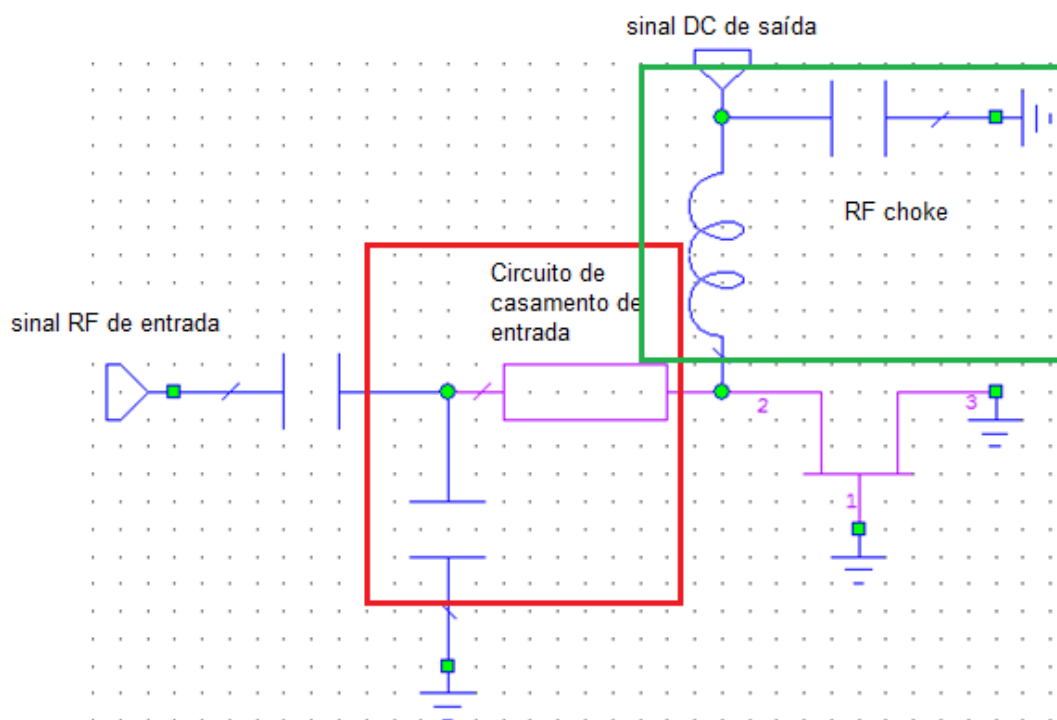 sinal DC de saída
RF choke
Circuito de
casamento de
entrada
sinal RF de entrada
2
3
1